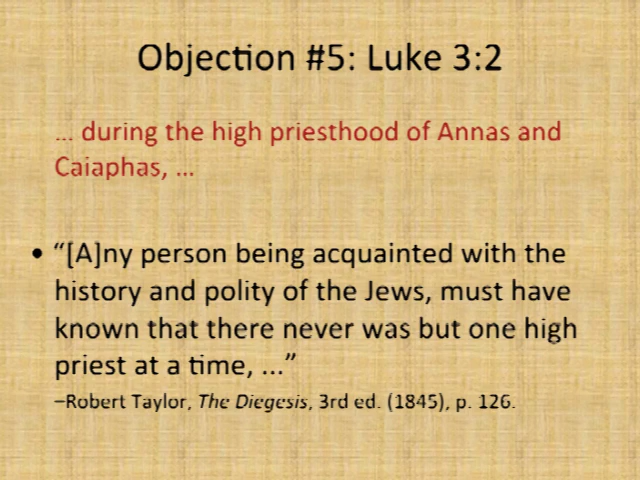 Objection #5: Luke 3:2
... during the high priesthood of Annas and
Caiaphas, ...
• “[A]ny person being acquainted with the
history and polity of the Jews, must have
known that there never was but one high
priest at a time, ...”
–Robert Taylor, The Diegesis, 3rd ed. (1845), p. 126.